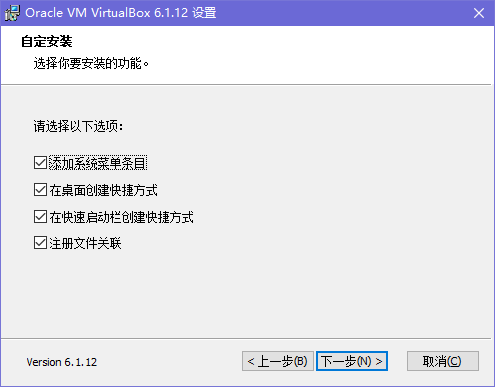 Oracle VM VirtualBox 6.1.12 设置
自定安装
选择你要安装的功能。
请选择以下选项：
添加系统菜单条目
在桌面创建快捷方式
在快速启动栏创建快捷方式
注册文件关联
Version 6.1.12
< 上一步(B) 下一步(N) > 取消(C)